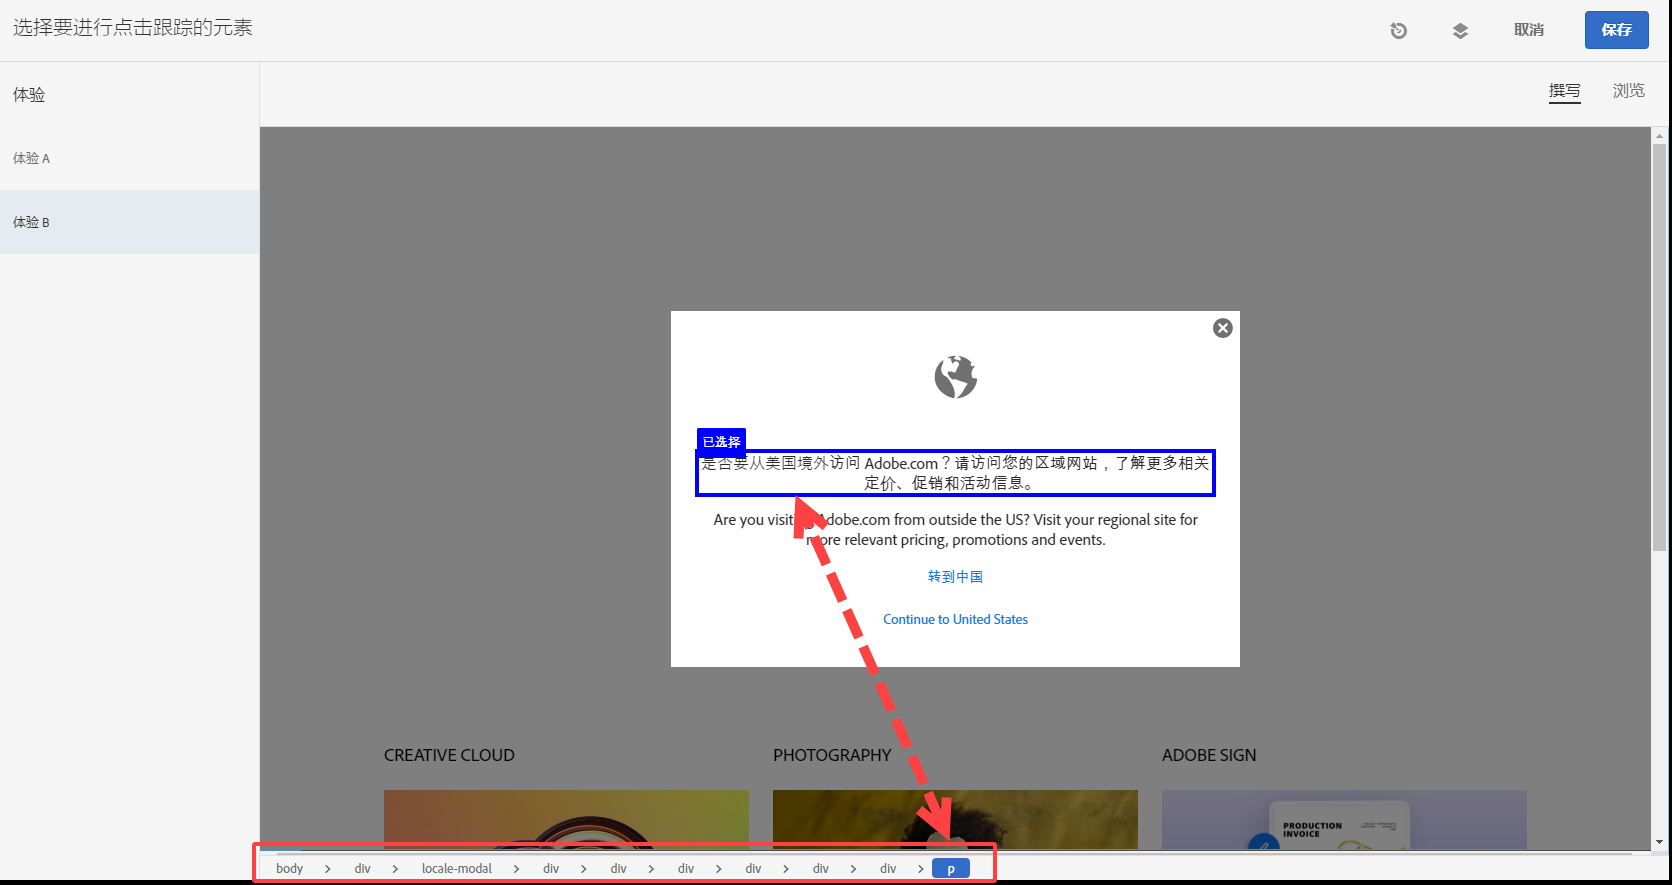 选择要进行点击跟踪的元素
取消
保存
体验
撰写
浏览
体验 A
体验 B
已选择
是否要从美国境外访问 Adobe.com？请访问您的区域网站，了解更多相关
定价、促销和活动信息。
Are you visiting Adobe.com from outside the US? Visit your regional site for
more relevant pricing, promotions and events.
转到中国
Continue to United States
CREATIVE CLOUD
PHOTOGRAPHY
ADOBE SIGN
PRODUCTION
INVOICE
body > div > locale-modal > div > div > div > div > div > div > p